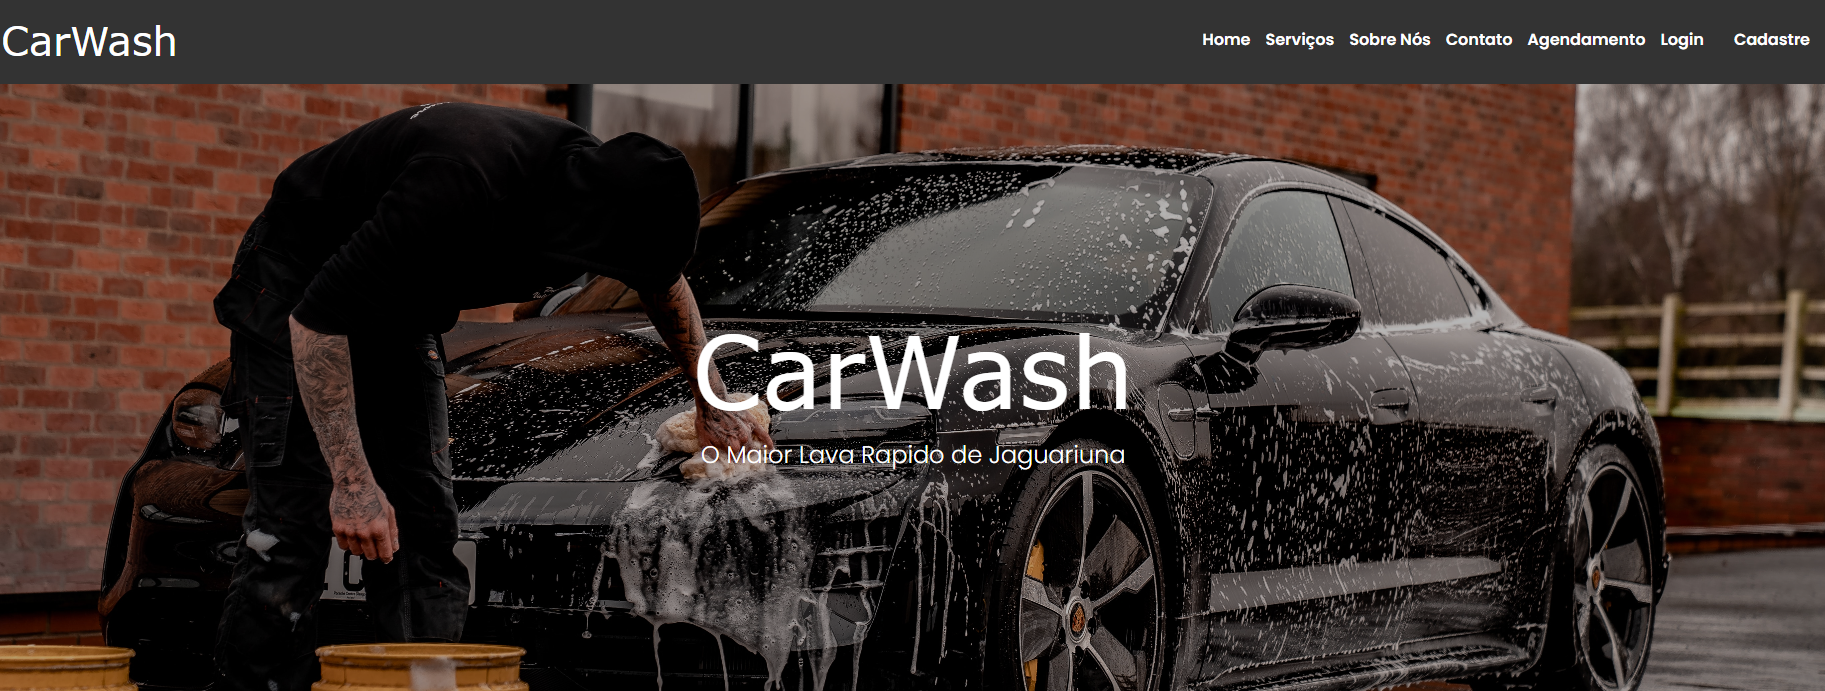 CarWash
Home Serviços Sobre Nós Contato Agendamento Login Cadastre
CarWash
O Maior Lava Rapido de Jaguariuna